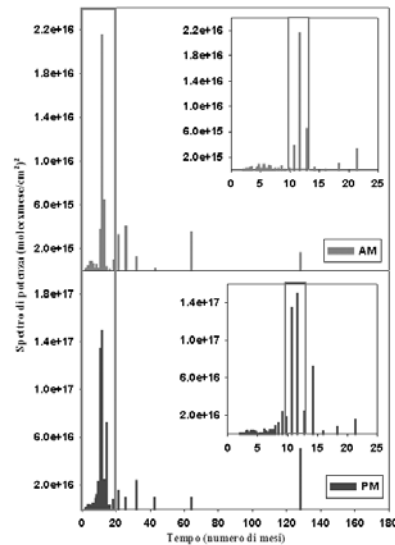 Spettro di potenza (molec×mese/cm²)²
2.2e+16
1.8e+16
1.4e+16
1.0e+16
6.0e+15
2.0e+15
2.2e+16
1.8e+16
1.4e+16
1.0e+16
6.0e+15
2.0e+15
0 5 10 15 20 25
AM
1.8e+17
1.4e+17
1.0e+17
6.0e+16
2.0e+16
1.4e+17
1.0e+17
6.0e+16
2.0e+16
0 5 10 15 20 25
PM
0 20 40 60 80 100 120 140 160 180
Tempo (numero di mesi)